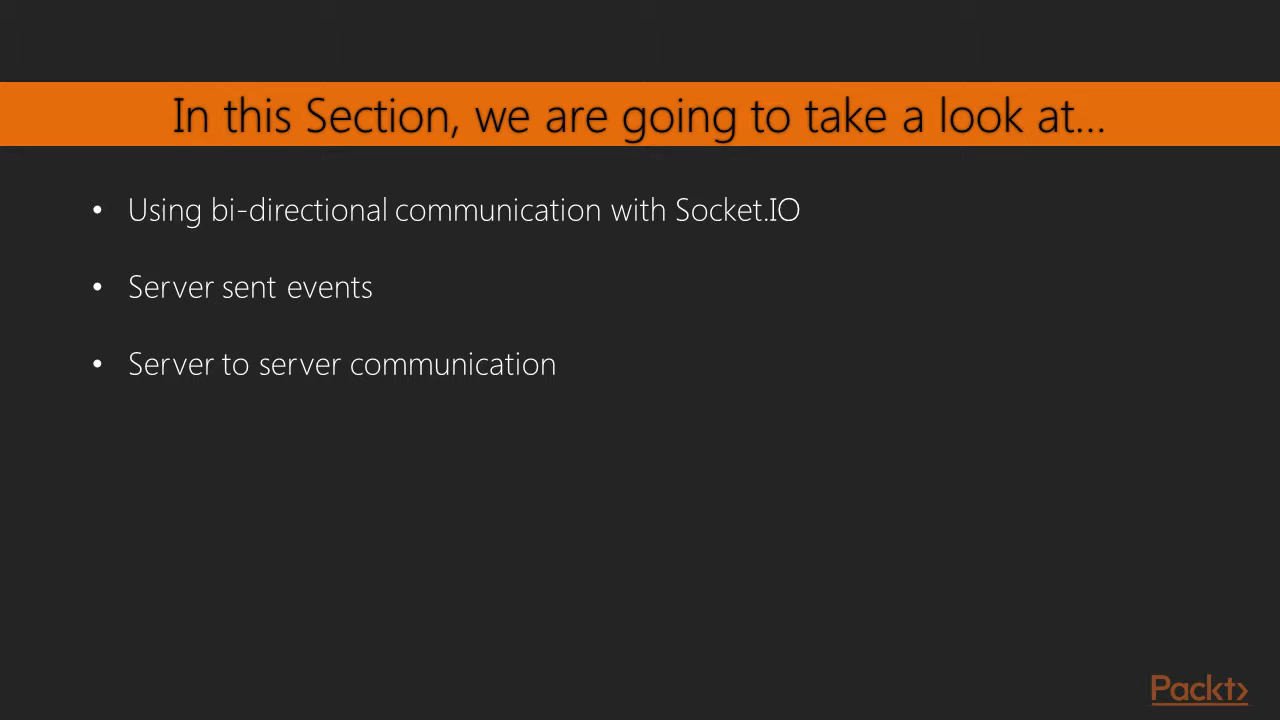 In this Section, we are going to take a look at...
• Using bi-directional communication with Socket.IO
• Server sent events
• Server to server communication
Packt>